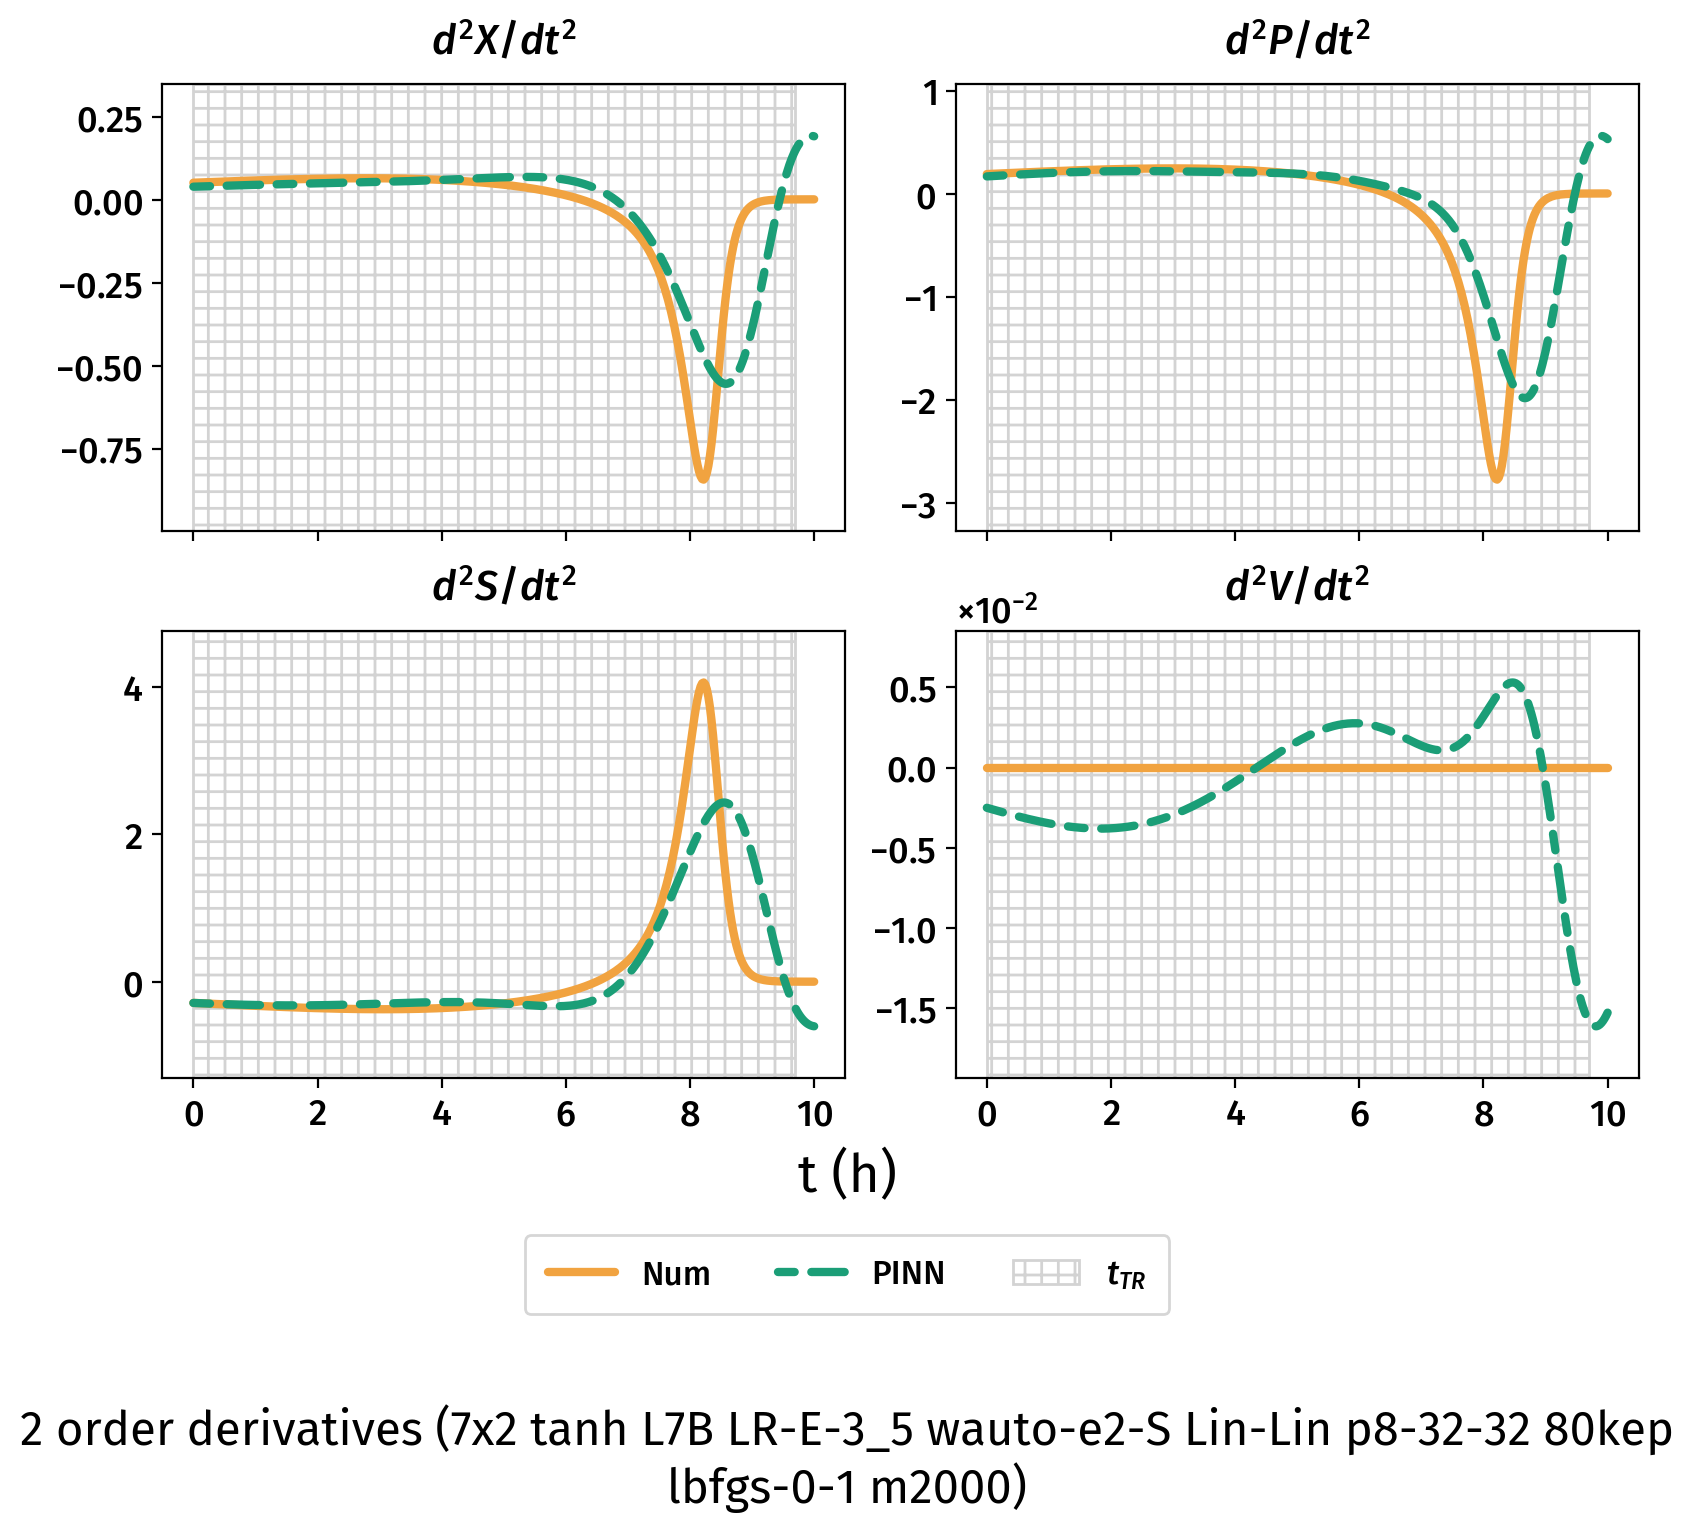 d²X/dt²
d²P/dt²
0.25
0.00
−0.25
−0.50
−0.75
1
0
−1
−2
−3
d²S/dt²
d²V/dt²
×10⁻²
4
2
0
0.5
0.0
−0.5
−1.0
−1.5
0 2 4 6 8 10
0 2 4 6 8 10
t (h)
Num PINN t_TR
2 order derivatives (7x2 tanh L7B LR-E-3_5 wauto-e2-S Lin-Lin p8-32-32 80kep
lbfgs-0-1 m2000)